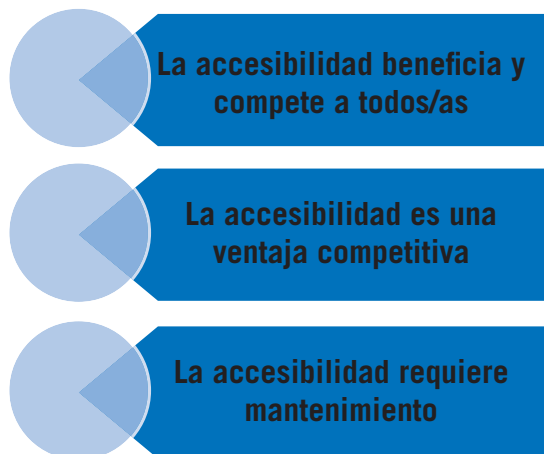 La accesibilidad beneficia y
compete a todos/as
La accesibilidad es una
ventaja competitiva
La accesibilidad requiere
mantenimiento